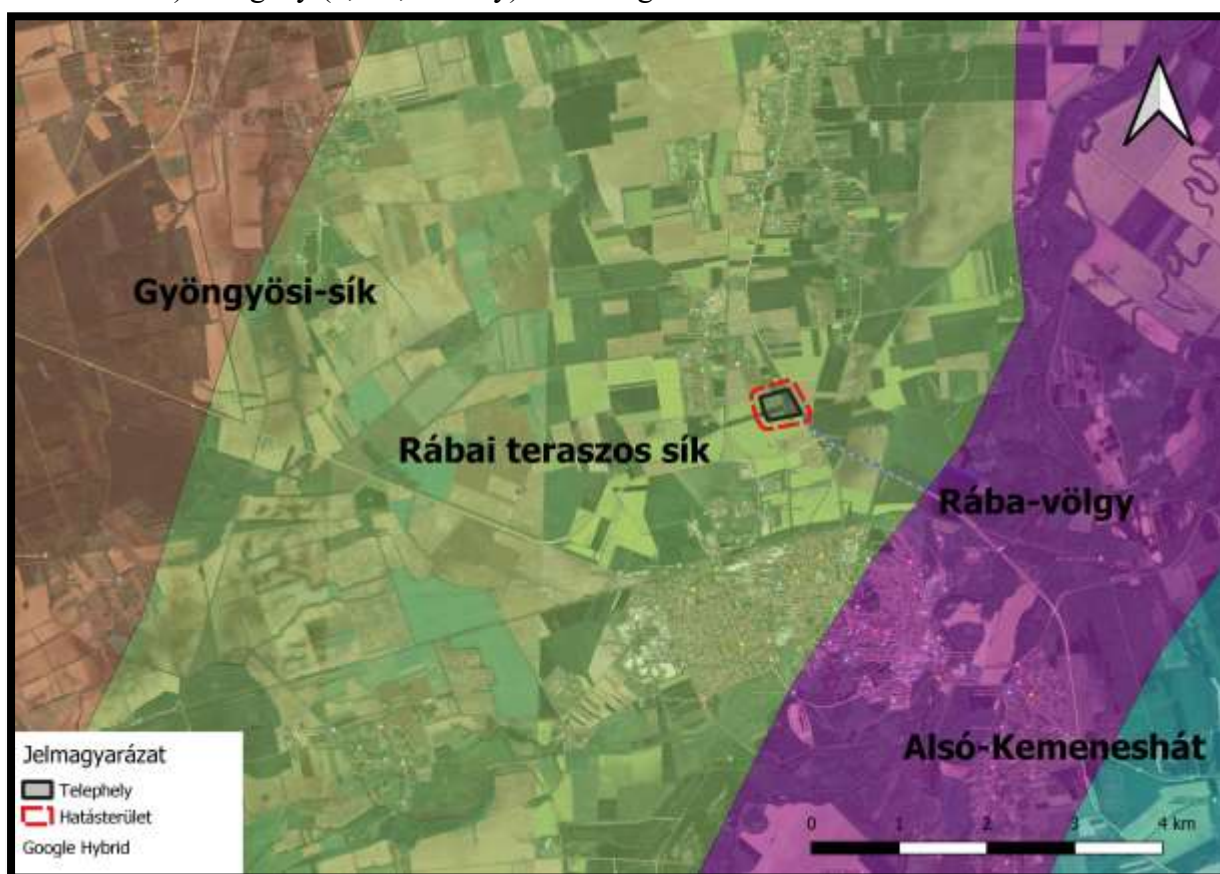 Gyöngyösi-sík
Rábai teraszos sík
Rába-völgy
Alsó-Kemeneshát
Jelmagyarázat
Telephely
Hatásterület
Google Hybrid
0 1 2 3 4 km